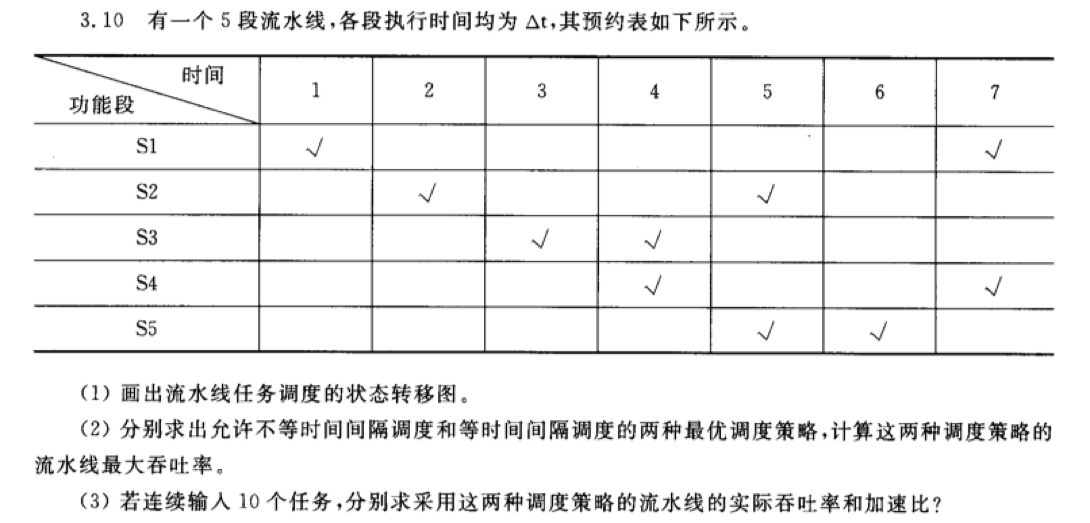 3.10 有一个 5 段流水线,各段执行时间均为 Δt,其预约表如下所示。
时间
功能段
1 2 3 4 5 6 7
S1 √ √
S2 √ √
S3 √ √
S4 √ √
S5 √ √
(1) 画出流水线任务调度的状态转移图。
(2) 分别求出允许不等时间间隔调度和等时间间隔调度的两种最优调度策略,计算这两种调度策略的
流水线最大吞吐率。
(3) 若连续输入 10 个任务,分别求采用这两种调度策略的流水线的实际吞吐率和加速比?